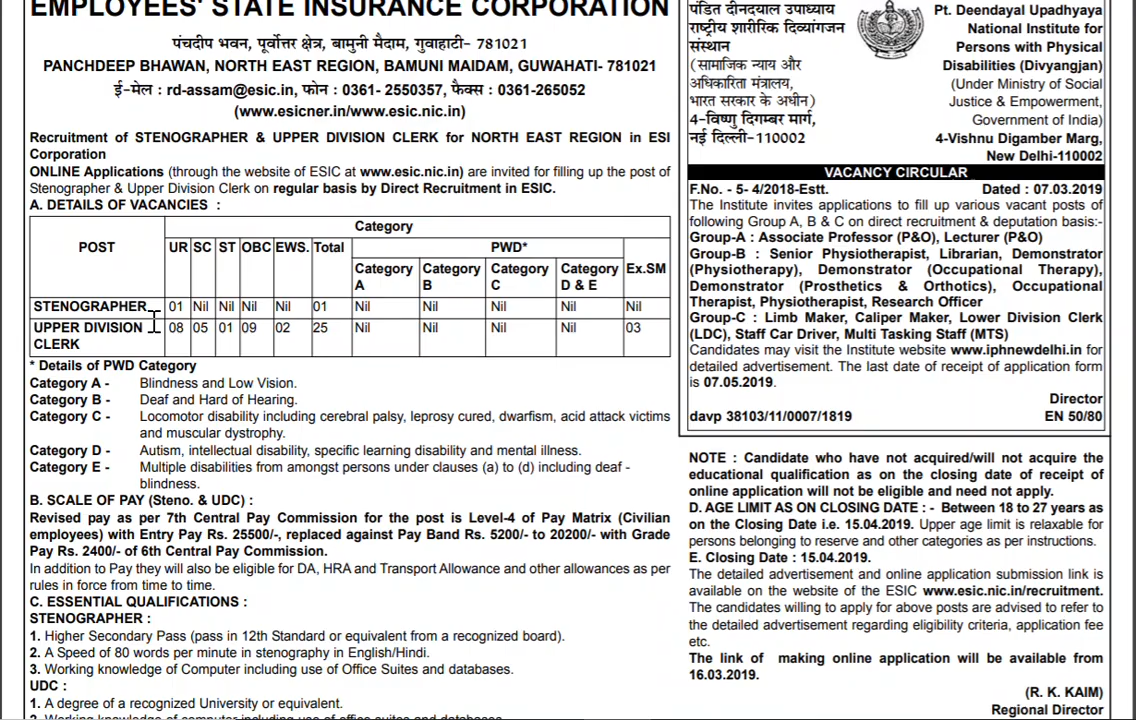 EMPLOYEES' STATE INSURANCE CORPORATION
पंचदीप भवन, पूर्वोत्तर क्षेत्र, बामुनी मैदाम, गुवाहाटी- 781021
PANCHDEEP BHAWAN, NORTH EAST REGION, BAMUNI MAIDAM, GUWAHATI- 781021
ई-मेल : rd-assam@esic.in, फोन : 0361- 2550357, फैक्स : 0361-265052
(www.esicner.in/www.esic.nic.in)
Recruitment of STENOGRAPHER & UPPER DIVISION CLERK for NORTH EAST REGION in ESI
Corporation
ONLINE Applications (through the website of ESIC at www.esic.nic.in) are invited for filling up the post of
Stenographer & Upper Division Clerk on regular basis by Direct Recruitment in ESIC.
A. DETAILS OF VACANCIES :
POST
Category
UR SC ST OBC EWS. Total PWD*
Category A Category B Category C Category D & E Ex.SM
STENOGRAPHER 01 Nil Nil Nil Nil 01 Nil Nil Nil Nil Nil
UPPER DIVISION CLERK 08 05 01 09 02 25 Nil Nil Nil Nil 03
* Details of PWD Category
Category A - Blindness and Low Vision.
Category B - Deaf and Hard of Hearing.
Category C - Locomotor disability including cerebral palsy, leprosy cured, dwarfism, acid attack victims
and muscular dystrophy.
Category D - Autism, intellectual disability, specific learning disability and mental illness.
Category E - Multiple disabilities from amongst persons under clauses (a) to (d) including deaf -
blindness.
B. SCALE OF PAY (Steno. & UDC) :
Revised pay as per 7th Central Pay Commission for the post is Level-4 of Pay Matrix (Civilian
employees) with Entry Pay Rs. 25500/-, replaced against Pay Band Rs. 5200/- to 20200/- with Grade
Pay Rs. 2400/- of 6th Central Pay Commission.
In addition to Pay they will also be eligible for DA, HRA and Transport Allowance and other allowances as per
rules in force from time to time.
C. ESSENTIAL QUALIFICATIONS :
STENOGRAPHER :
1. Higher Secondary Pass (pass in 12th Standard or equivalent from a recognized board).
2. A Speed of 80 words per minute in stenography in English/Hindi.
3. Working knowledge of Computer including use of Office Suites and databases.
UDC :
1. A degree of a recognized University or equivalent.
2. Working knowledge of computer including use of office suites and databases.
पंडित दीनदयाल उपाध्याय
राष्ट्रीय शारीरिक दिव्यांगजन
संस्थान
(सामाजिक न्याय और
अधिकारिता मंत्रालय,
भारत सरकार के अधीन)
4-विष्णु दिगम्बर मार्ग,
नई दिल्ली-110002
Pt. Deendayal Upadhyaya
National Institute for
Persons with Physical
Disabilities (Divyangjan)
(Under Ministry of Social
Justice & Empowerment,
Government of India)
4-Vishnu Digamber Marg,
New Delhi-110002
VACANCY CIRCULAR
F.No. - 5- 4/2018-Estt. Dated : 07.03.2019
The Institute invites applications to fill up various vacant posts of
following Group A, B & C on direct recruitment & deputation basis:-
Group-A : Associate Professor (P&O), Lecturer (P&O)
Group-B : Senior Physiotherapist, Librarian, Demonstrator
(Physiotherapy), Demonstrator (Occupational Therapy),
Demonstrator (Prosthetics & Orthotics), Occupational
Therapist, Physiotherapist, Research Officer
Group-C : Limb Maker, Caliper Maker, Lower Division Clerk
(LDC), Staff Car Driver, Multi Tasking Staff (MTS)
Candidates may visit the Institute website www.iphnewdelhi.in for
detailed advertisement. The last date of receipt of application form
is 07.05.2019.
Director
davp 38103/11/0007/1819 EN 50/80
NOTE : Candidate who have not acquired/will not acquire the
educational qualification as on the closing date of receipt of
online application will not be eligible and need not apply.
D. AGE LIMIT AS ON CLOSING DATE : - Between 18 to 27 years as
on the Closing Date i.e. 15.04.2019. Upper age limit is relaxable for
persons belonging to reserve and other categories as per instructions.
E. Closing Date : 15.04.2019.
The detailed advertisement and online application submission link is
available on the website of the ESIC www.esic.nic.in/recruitment.
The candidates willing to apply for above posts are advised to refer to
the detailed advertisement regarding eligibility criteria, application fee
etc.
The link of making online application will be available from
16.03.2019.
(R. K. KAIM)
Regional Director